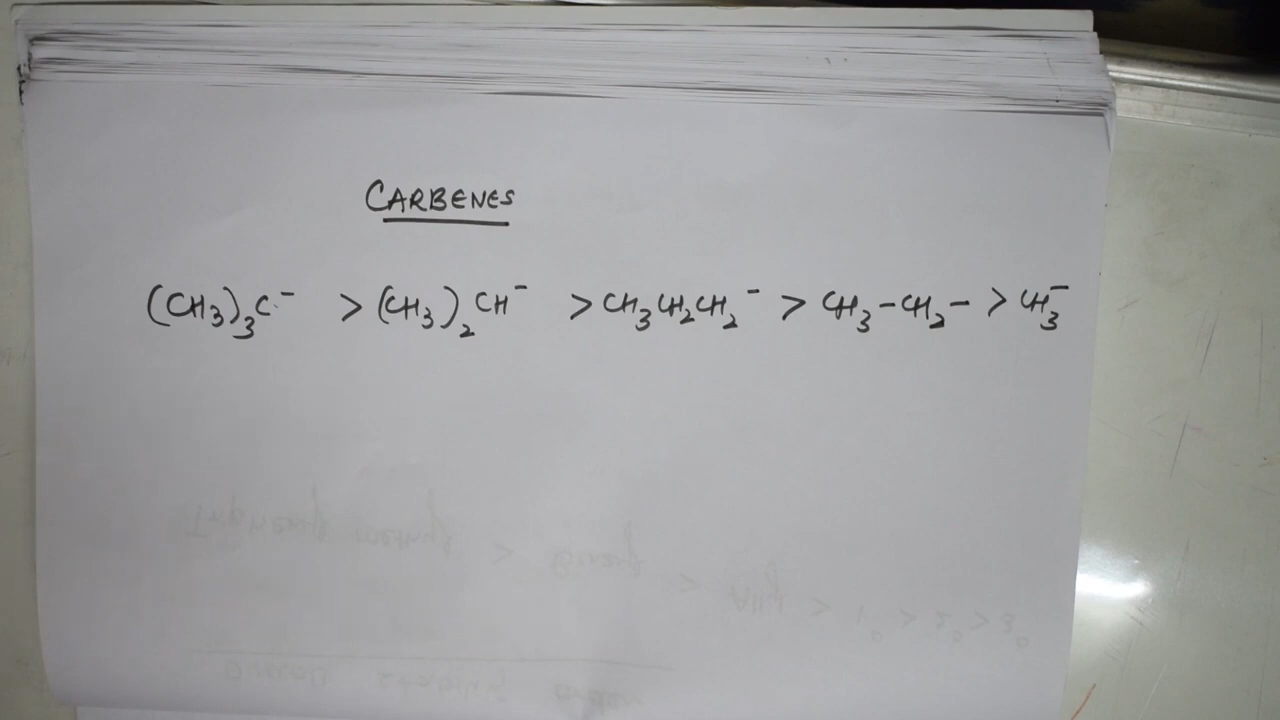 CARBENES
(CH₃)₃C⁻ > (CH₃)₂CH⁻ > CH₃CH₂CH₂⁻ > CH₃-CH₂- > CH₃⁻